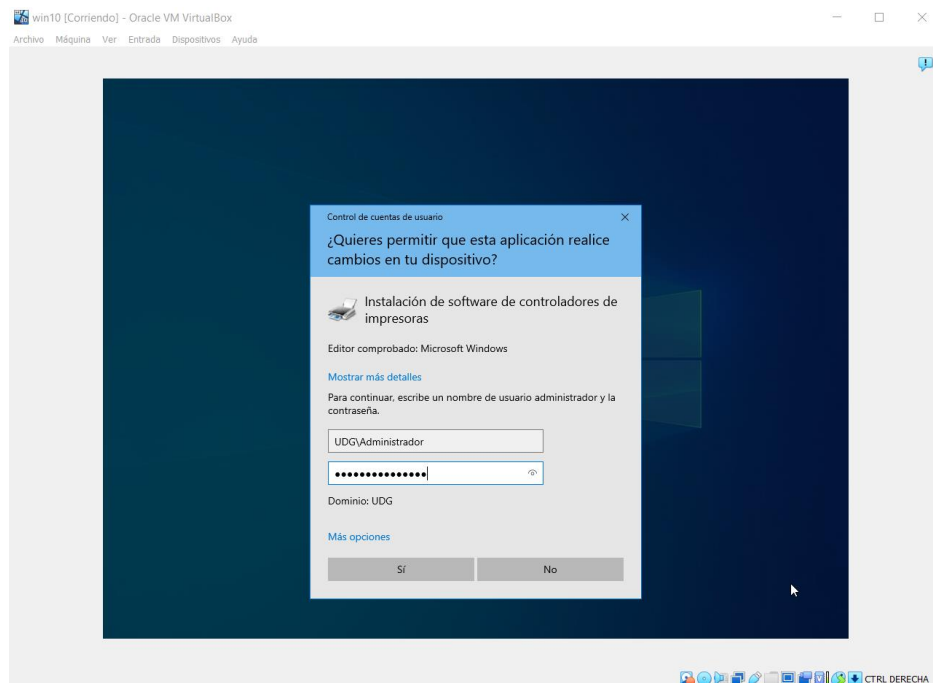 win10 [Corriendo] - Oracle VM VirtualBox
Archivo Máquina Ver Entrada Dispositivos Ayuda
Control de cuentas de usuario
¿Quieres permitir que esta aplicación realice
cambios en tu dispositivo?
Instalación de software de controladores de
impresoras
Editor comprobado: Microsoft Windows
Mostrar más detalles
Para continuar, escribe un nombre de usuario administrador y la
contraseña.
UDG\Administrador
•••••••••••••••
Dominio: UDG
Más opciones
Sí No
CTRL DERECHA